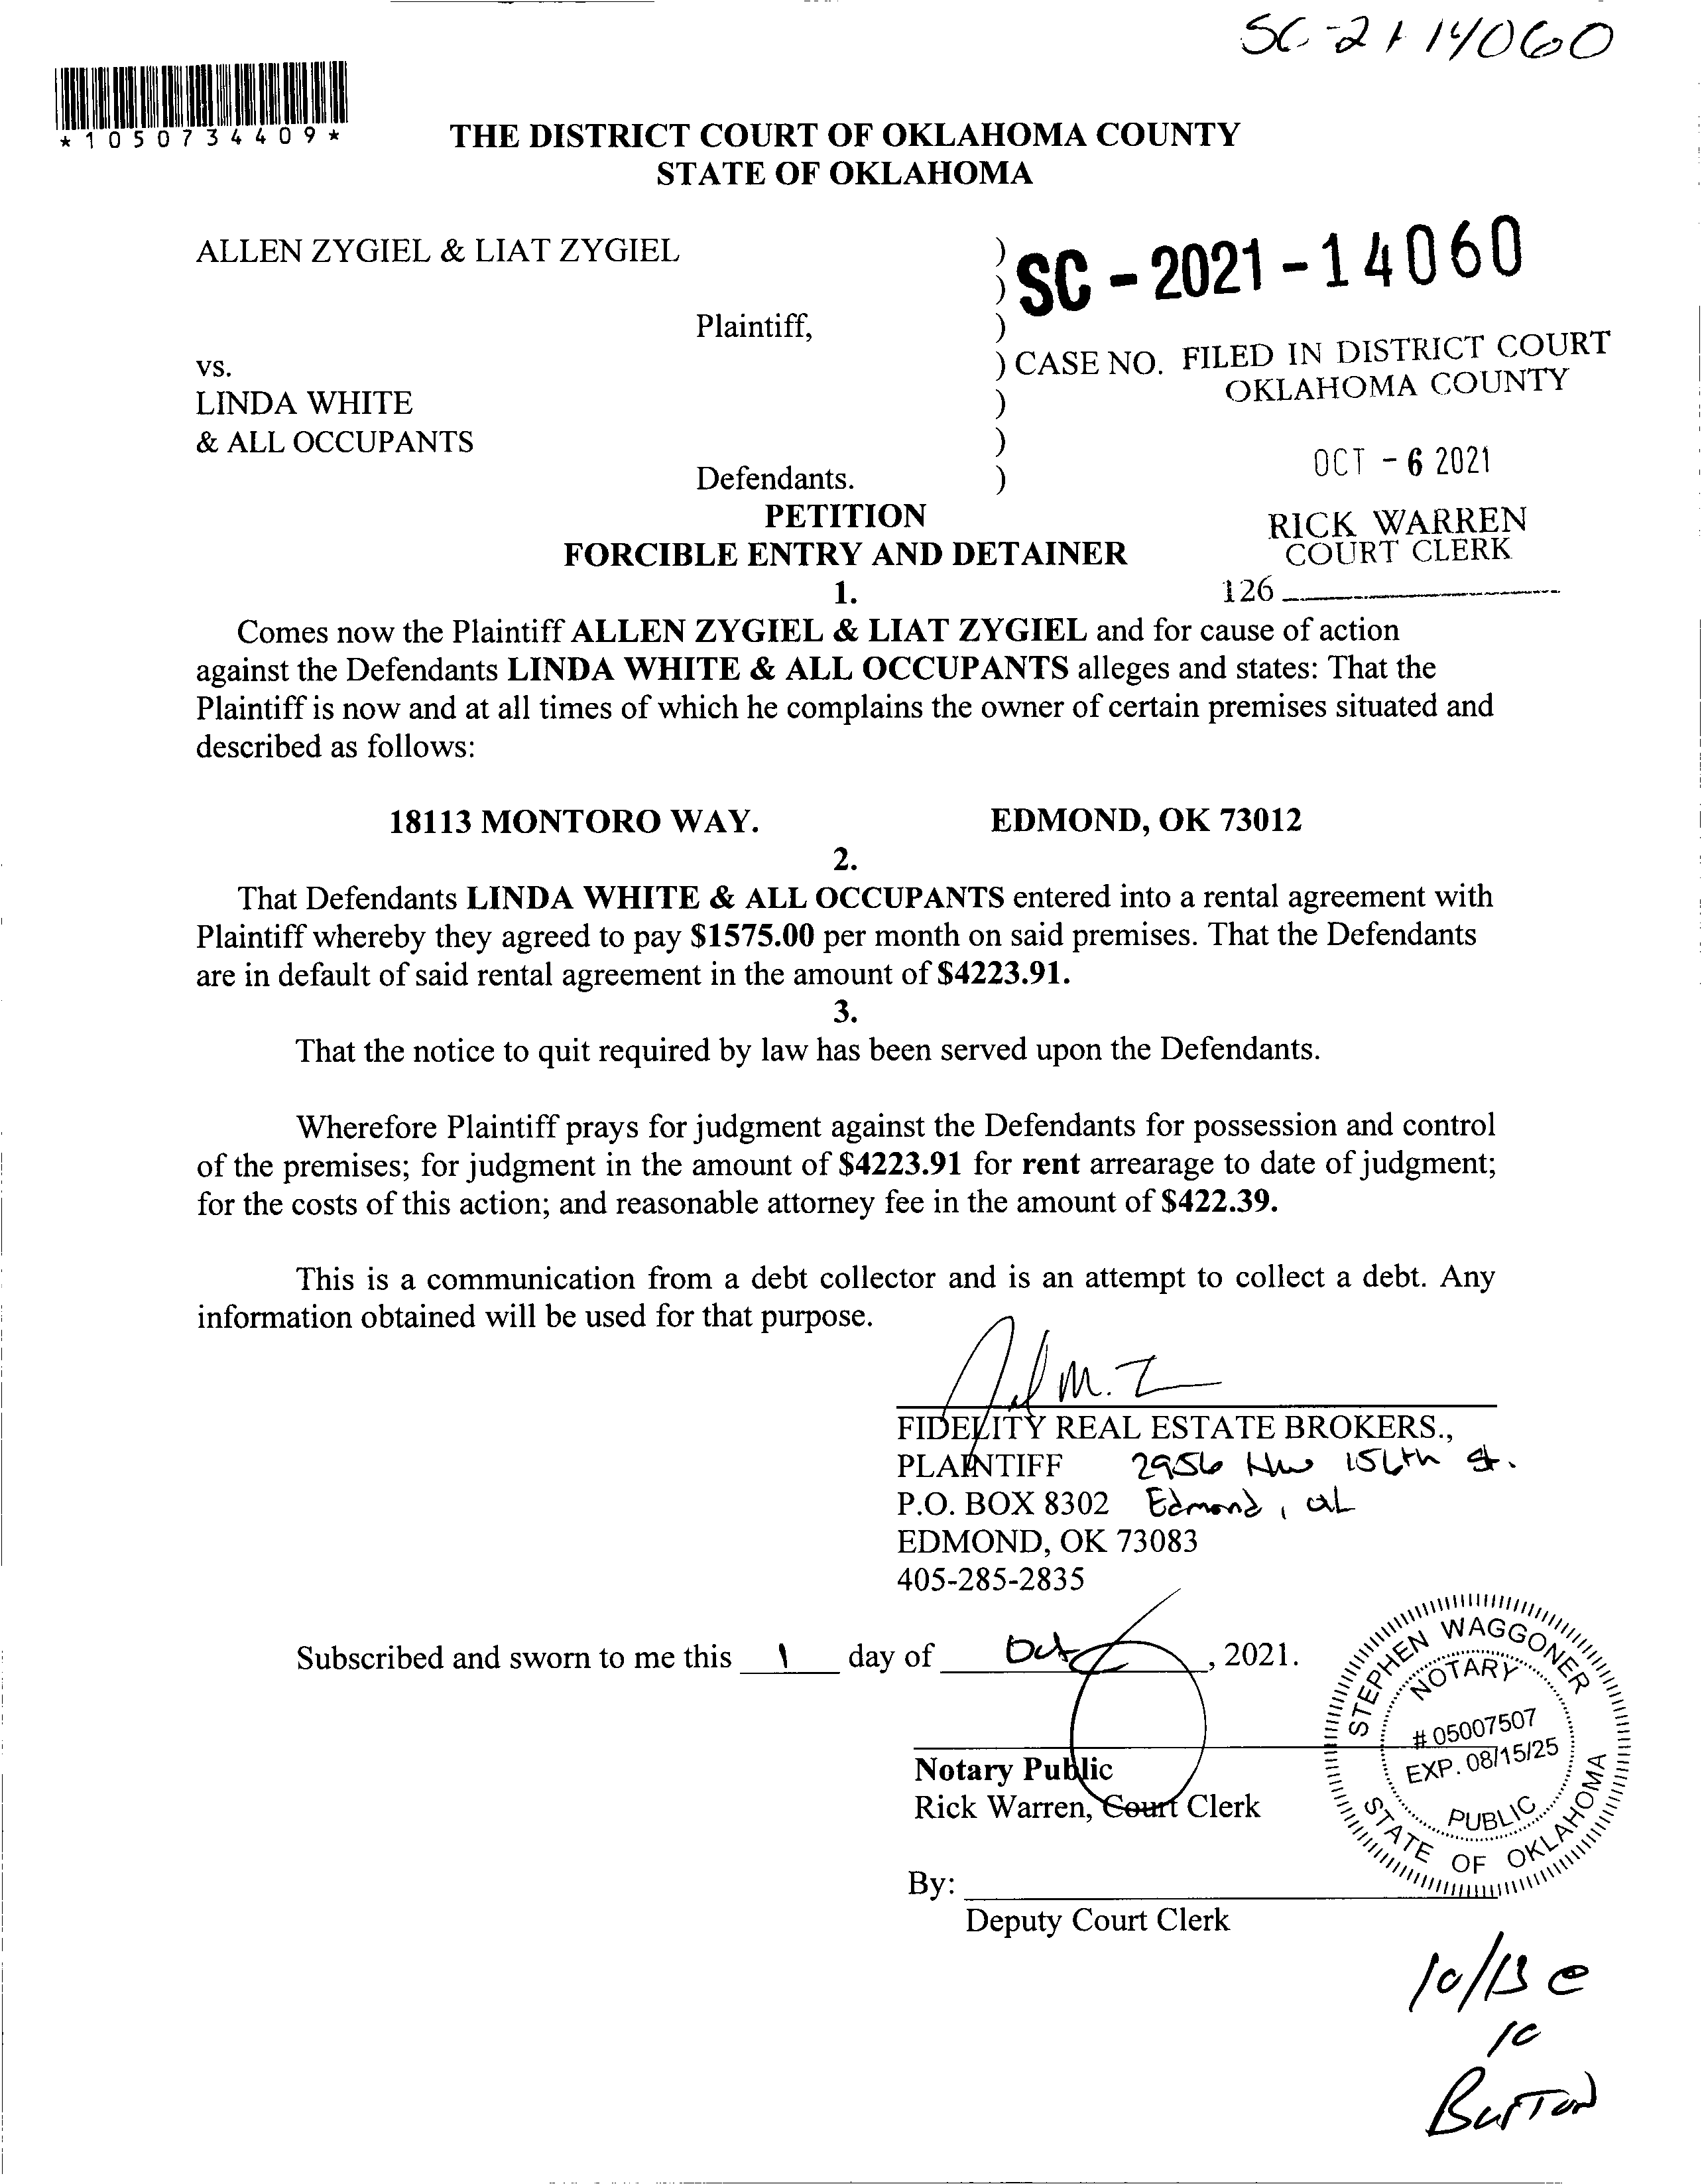 SC-21 14060
*1050734409*
THE DISTRICT COURT OF OKLAHOMA COUNTY
STATE OF OKLAHOMA
ALLEN ZYGIEL & LIAT ZYGIEL )
) SC-2021-14060
Plaintiff, )
vs. ) CASE NO. FILED IN DISTRICT COURT
OKLAHOMA COUNTY
LINDA WHITE )
& ALL OCCUPANTS )
OCT - 6 2021
Defendants. )
PETITION
RICK WARREN
COURT CLERK
FORCIBLE ENTRY AND DETAINER
126
1.
Comes now the Plaintiff ALLEN ZYGIEL & LIAT ZYGIEL and for cause of action
against the Defendants LINDA WHITE & ALL OCCUPANTS alleges and states: That the
Plaintiff is now and at all times of which he complains the owner of certain premises situated and
described as follows:
18113 MONTORO WAY. EDMOND, OK 73012
2.
That Defendants LINDA WHITE & ALL OCCUPANTS entered into a rental agreement with
Plaintiff whereby they agreed to pay $1575.00 per month on said premises. That the Defendants
are in default of said rental agreement in the amount of $4223.91.
3.
That the notice to quit required by law has been served upon the Defendants.
Wherefore Plaintiff prays for judgment against the Defendants for possession and control
of the premises; for judgment in the amount of $4223.91 for rent arrearage to date of judgment;
for the costs of this action; and reasonable attorney fee in the amount of $422.39.
This is a communication from a debt collector and is an attempt to collect a debt. Any
information obtained will be used for that purpose.
FIDELITY REAL ESTATE BROKERS.,
PLAINTIFF 2956 NW 156th St.
P.O. BOX 8302 Edmond, OK
EDMOND, OK 73083
405-285-2835
Subscribed and sworn to me this 1 day of Oct, 2021.
STEPHEN WAGGONER
NOTARY
# 05007507
EXP. 08/15/25
PUBLIC
STATE OF OKLAHOMA
Notary Public
Rick Warren, Court Clerk
By:
Deputy Court Clerk
10/13 @
10
Burton